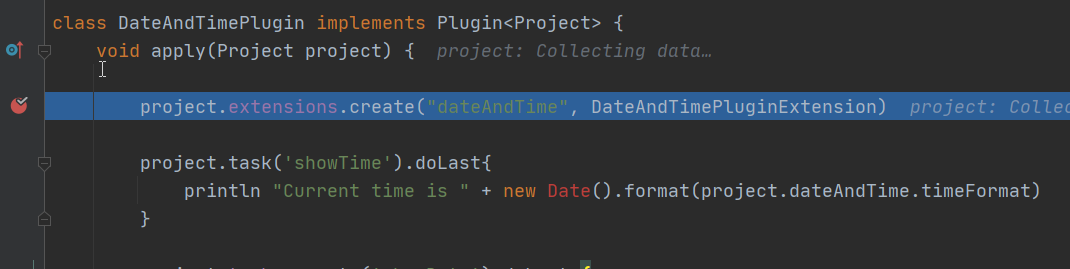 class DateAndTimePlugin implements Plugin<Project> {
void apply(Project project) { project: Collecting data…
project.extensions.create("dateAndTime", DateAndTimePluginExtension) project: Collec
project.task('showTime').doLast{
println "Current time is " + new Date().format(project.dateAndTime.timeFormat)
}